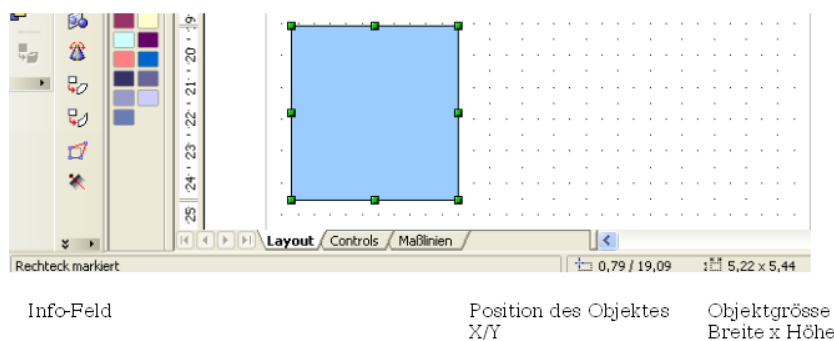 20
21
22
23
24
25
Layout Controls Maßlinien
Rechteck markiert 0,79 / 19,09 5,22 x 5,44
Info-Feld Position des Objektes Objektgrösse
X/Y Breite x Höhe